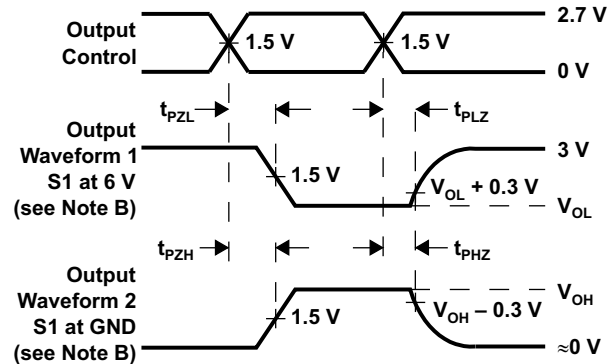 Output
Control
1.5 V
1.5 V
2.7 V
0 V
tPZL
tPLZ
Output
Waveform 1
S1 at 6 V
(see Note B)
1.5 V
3 V
VOL + 0.3 V
VOL
tPZH
tPHZ
Output
Waveform 2
S1 at GND
(see Note B)
1.5 V
VOH
VOH – 0.3 V
≈0 V